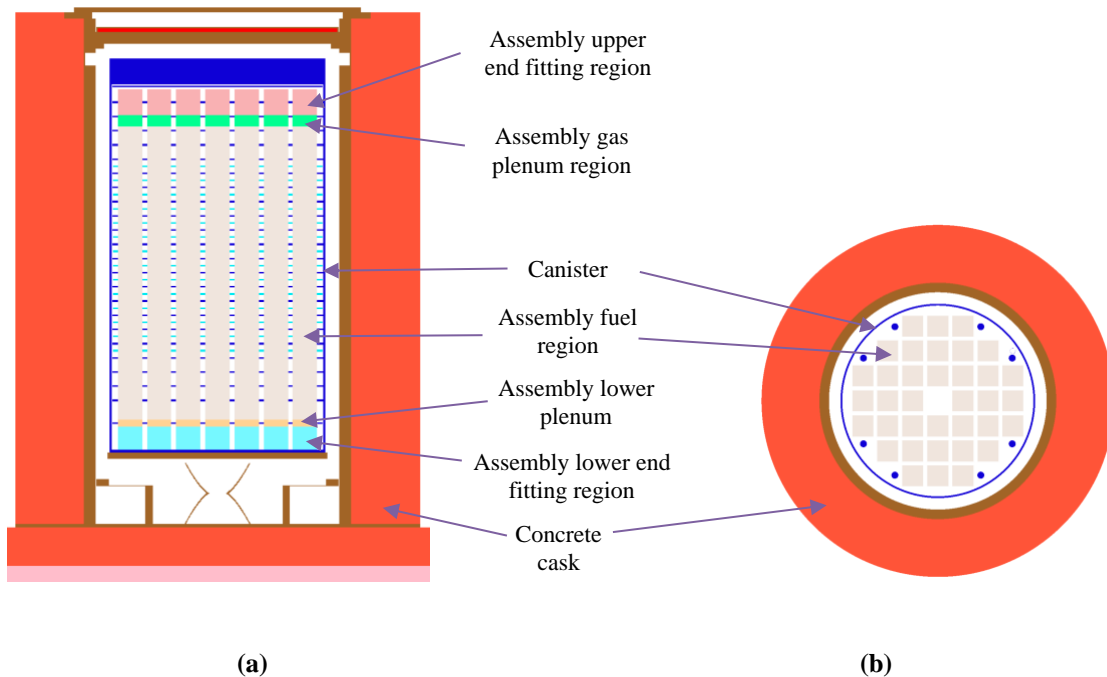 Assembly upper
end fitting region
Assembly gas
plenum region
Canister
Assembly fuel
region
Assembly lower
plenum
Assembly lower end
fitting region
Concrete
cask
(a)
(b)